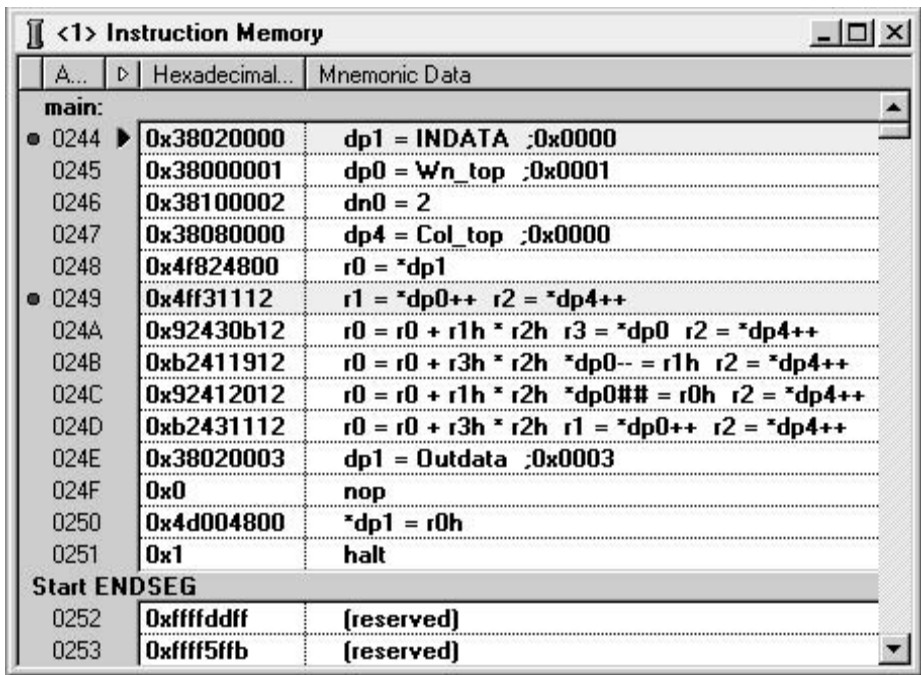 <1> Instruction Memory
A... Hexadecimal... Mnemonic Data
main:
0244 0x38020000 dp1 = INDATA ;0x0000
0245 0x38000001 dp0 = Wn_top ;0x0001
0246 0x38100002 dn0 = 2
0247 0x38080000 dp4 = Col_top ;0x0000
0248 0x4f824800 r0 = *dp1
0249 0x4ff31112 r1 = *dp0++ r2 = *dp4++
024A 0x92430b12 r0 = r0 + r1h * r2h r3 = *dp0 r2 = *dp4++
024B 0xb2411912 r0 = r0 + r3h * r2h *dp0-- = r1h r2 = *dp4++
024C 0x92412012 r0 = r0 + r1h * r2h *dp0## = r0h r2 = *dp4++
024D 0xb2431112 r0 = r0 + r3h * r2h r1 = *dp0++ r2 = *dp4++
024E 0x38020003 dp1 = Outdata ;0x0003
024F 0x0 nop
0250 0x4d004800 *dp1 = r0h
0251 0x1 halt
Start ENDSEG
0252 0xffffddff (reserved)
0253 0xffff5ffb (reserved)